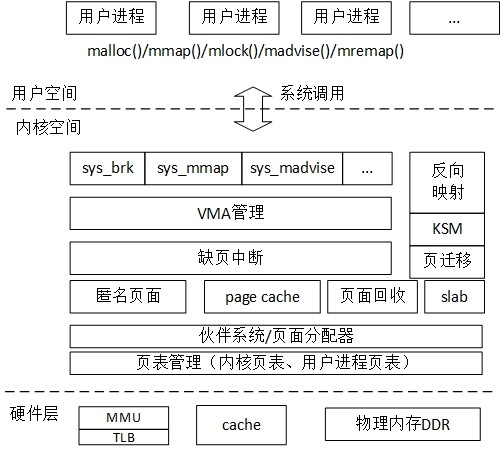 用户进程 用户进程 用户进程 ...
malloc()/mmap()/mlock()/madvise()/mremap()
用户空间 系统调用
内核空间
sys_brk sys_mmap sys_madvise ... 反向
映射
VMA管理 KSM
缺页中断 页迁移
匿名页面 page cache 页面回收 slab
伙伴系统/页面分配器
页表管理（内核页表、用户进程页表）
硬件层 MMU cache 物理内存DDR
TLB